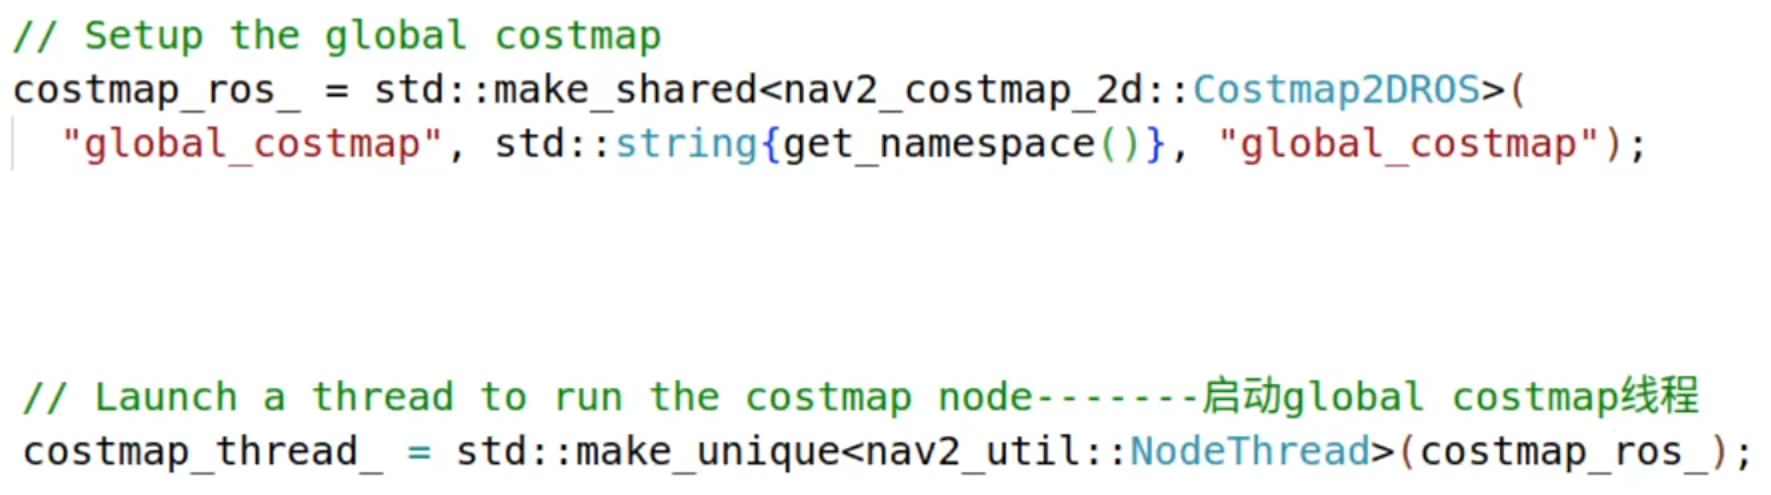 // Setup the global costmap
costmap_ros_ = std::make_shared<nav2_costmap_2d::Costmap2DROS>(
"global_costmap", std::string{get_namespace()}, "global_costmap");
// Launch a thread to run the costmap node-------启动global costmap线程
costmap_thread_ = std::make_unique<nav2_util::NodeThread>(costmap_ros_);